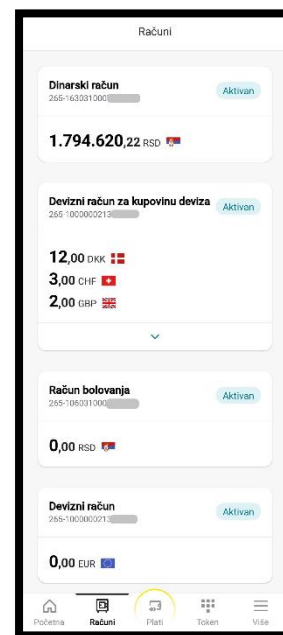 Računi
Dinarski račun
Aktivan
265-163031000
1.794.620,22 RSD
Devizni račun za kupovinu deviza
Aktivan
265-1000000213
12,00 DKK
3,00 CHF
2,00 GBP
Račun bolovanja
Aktivan
265-106031000
0,00 RSD
Devizni račun
Aktivan
265-1000000213
0,00 EUR
Početna Računi Plati Token Više